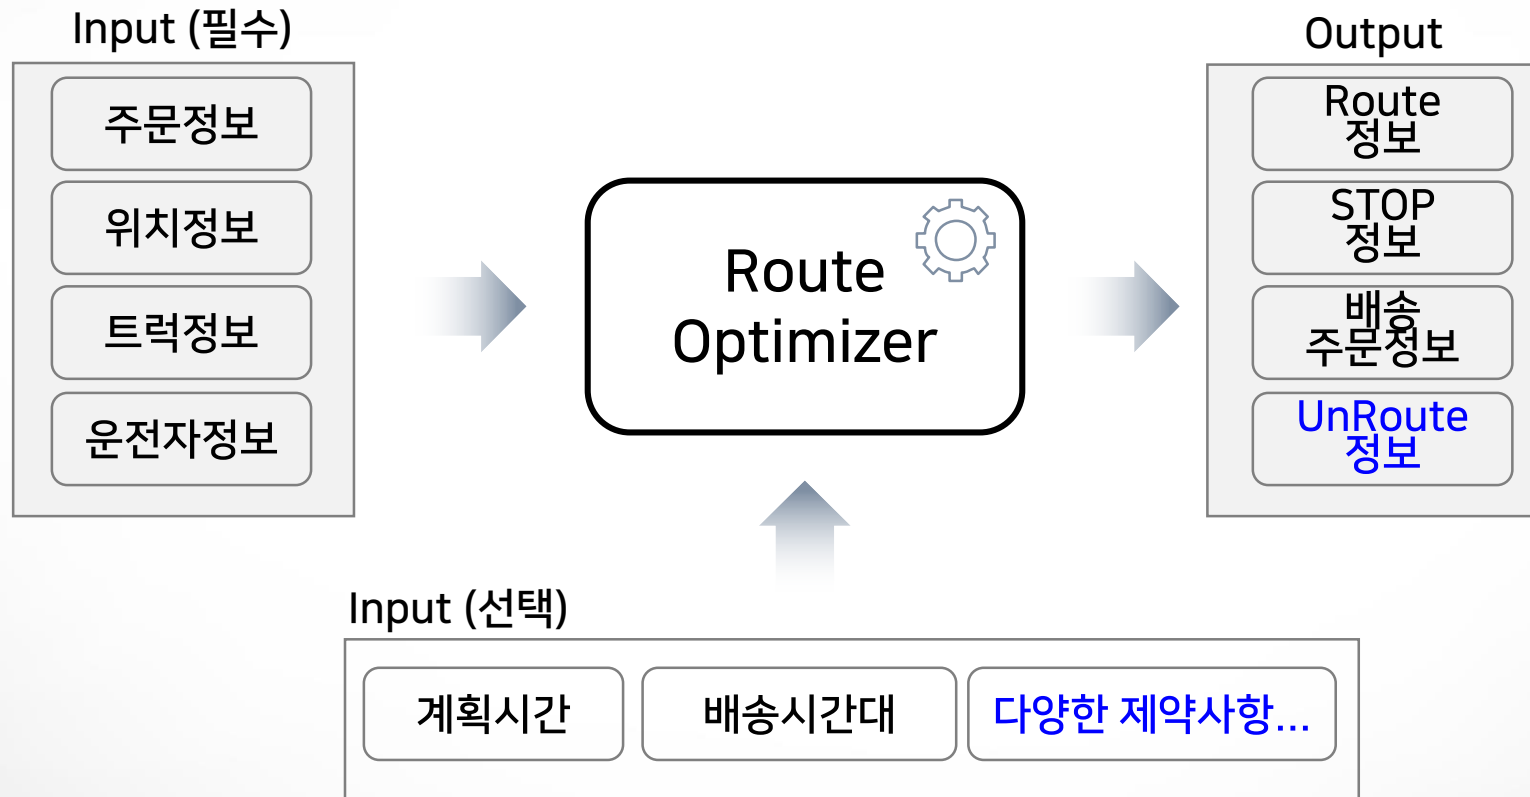 Input (필수)
주문정보
위치정보
트럭정보
운전자정보
Route
Optimizer
Output
Route
정보
STOP
정보
배송
주문정보
UnRoute
정보
Input (선택)
계획시간
배송시간대
다양한 제약사항...